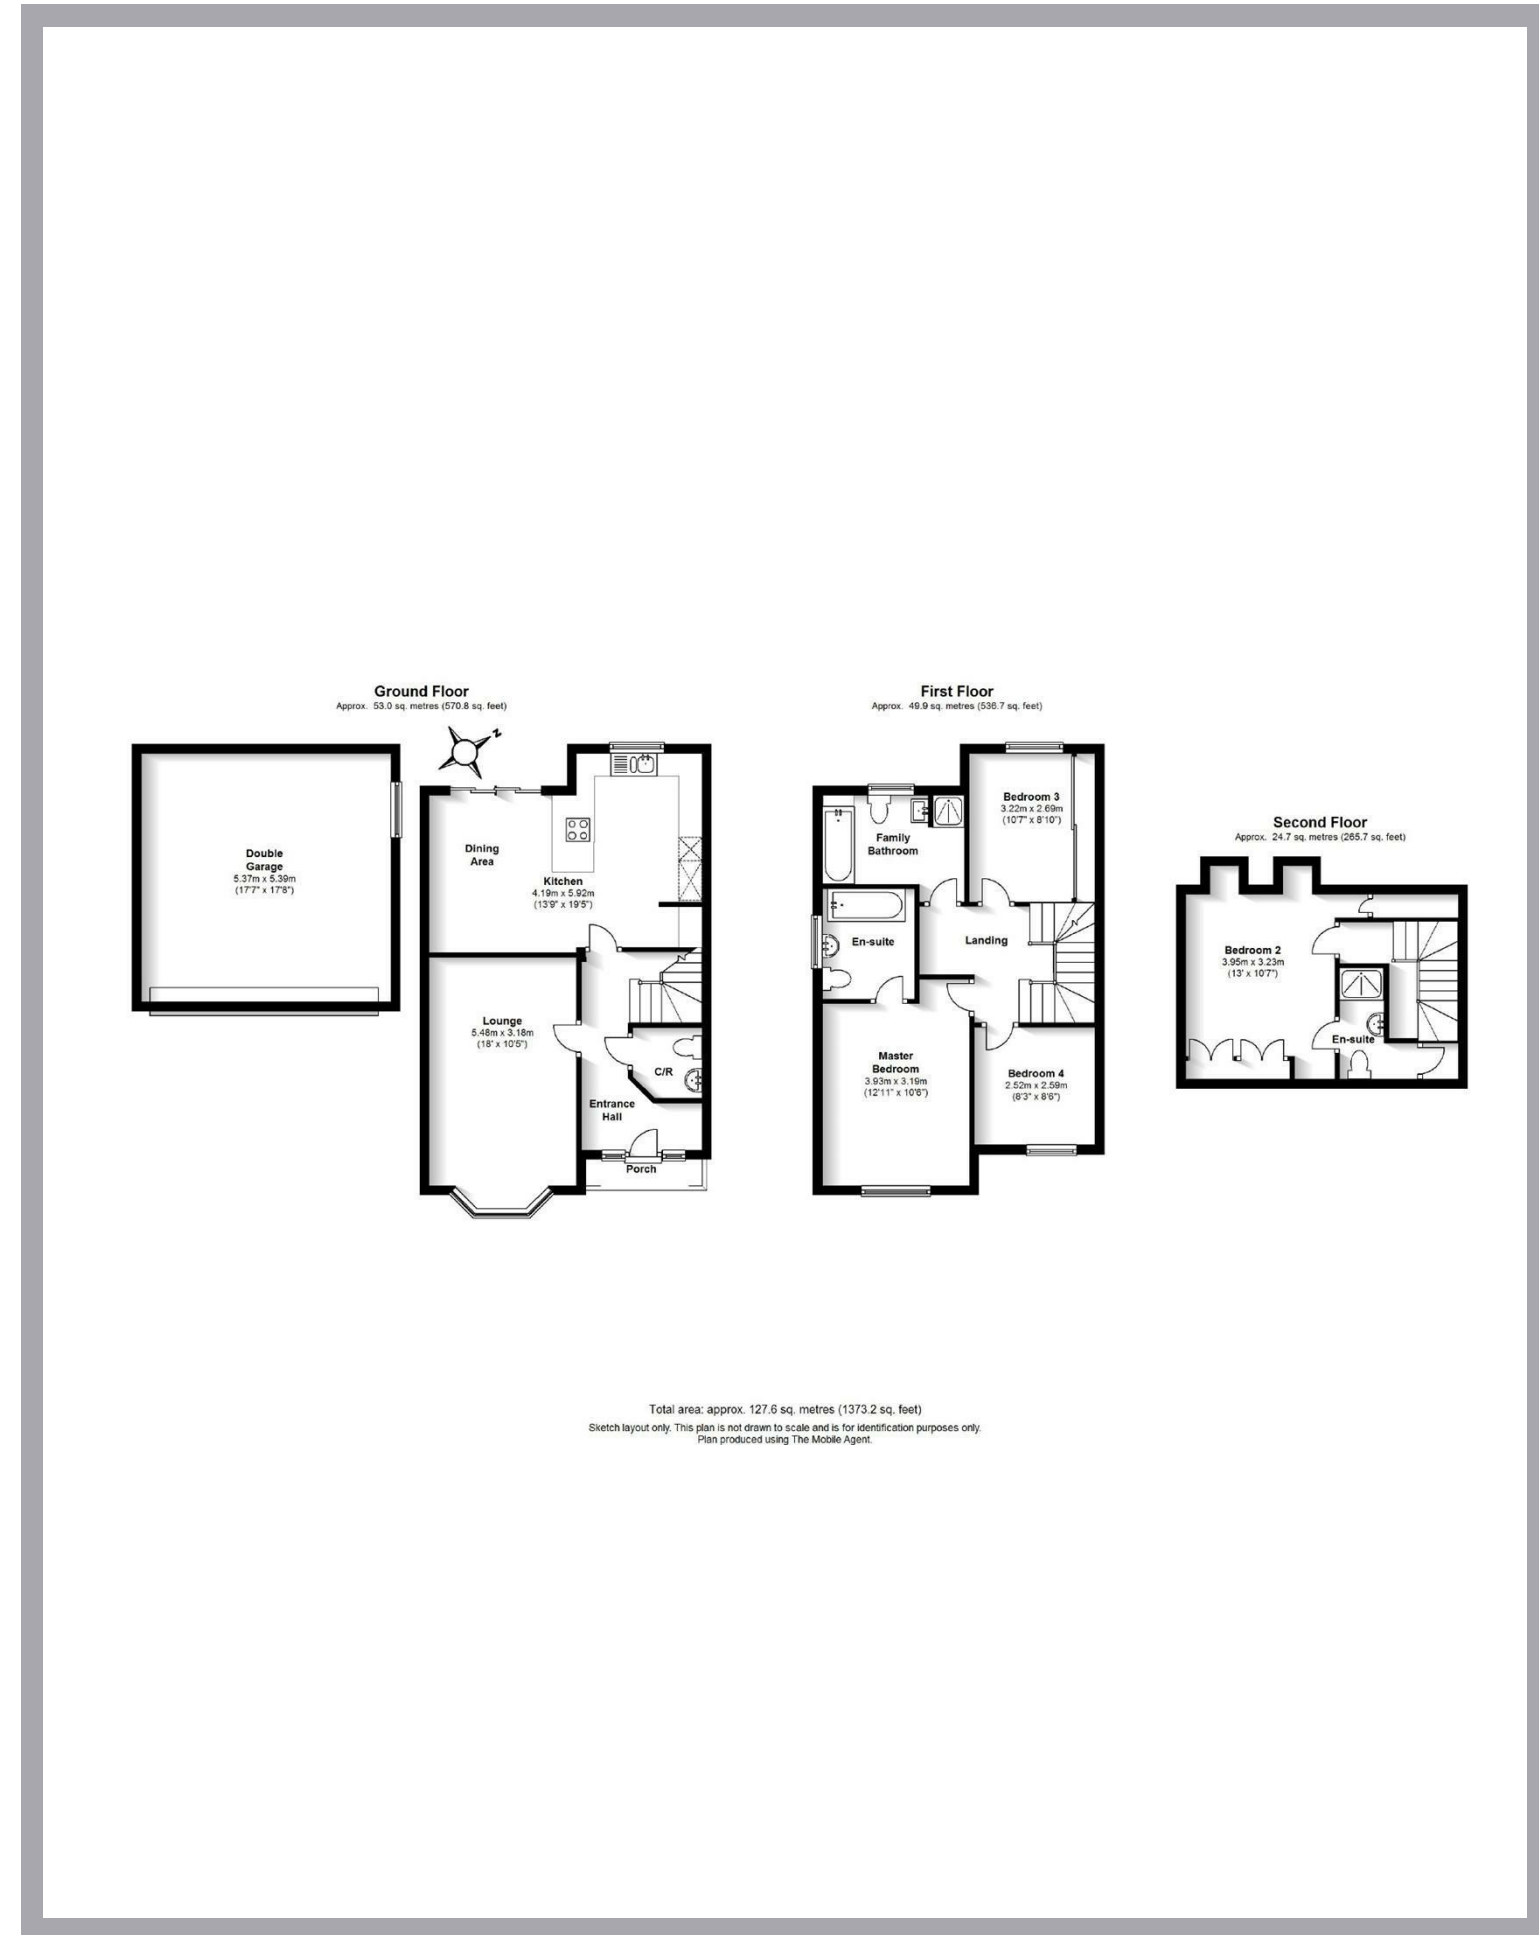 Ground Floor
Approx. 53.0 sq. metres (570.8 sq. feet)
Z
Double
Garage
5.37m x 5.39m
(17'7" x 17'8")
Dining
Area
Kitchen
4.19m x 5.92m
(13'9" x 19'5")
Lounge
5.48m x 3.18m
(18' x 10'5")
C/R
Entrance
Hall
Porch
First Floor
Approx. 49.9 sq. metres (536.7 sq. feet)
Bedroom 3
3.22m x 2.69m
(10'7" x 8'10")
Family
Bathroom
En-suite
Landing
Master
Bedroom
3.93m x 3.19m
(12'11" x 10'6")
Bedroom 4
2.52m x 2.59m
(8'3" x 8'6")
Second Floor
Approx. 24.7 sq. metres (265.7 sq. feet)
Bedroom 2
3.95m x 3.23m
(13' x 10'7")
En-suite
Total area: approx. 127.6 sq. metres (1373.2 sq. feet)
Sketch layout only. This plan is not drawn to scale and is for identification purposes only.
Plan produced using The Mobile Agent.